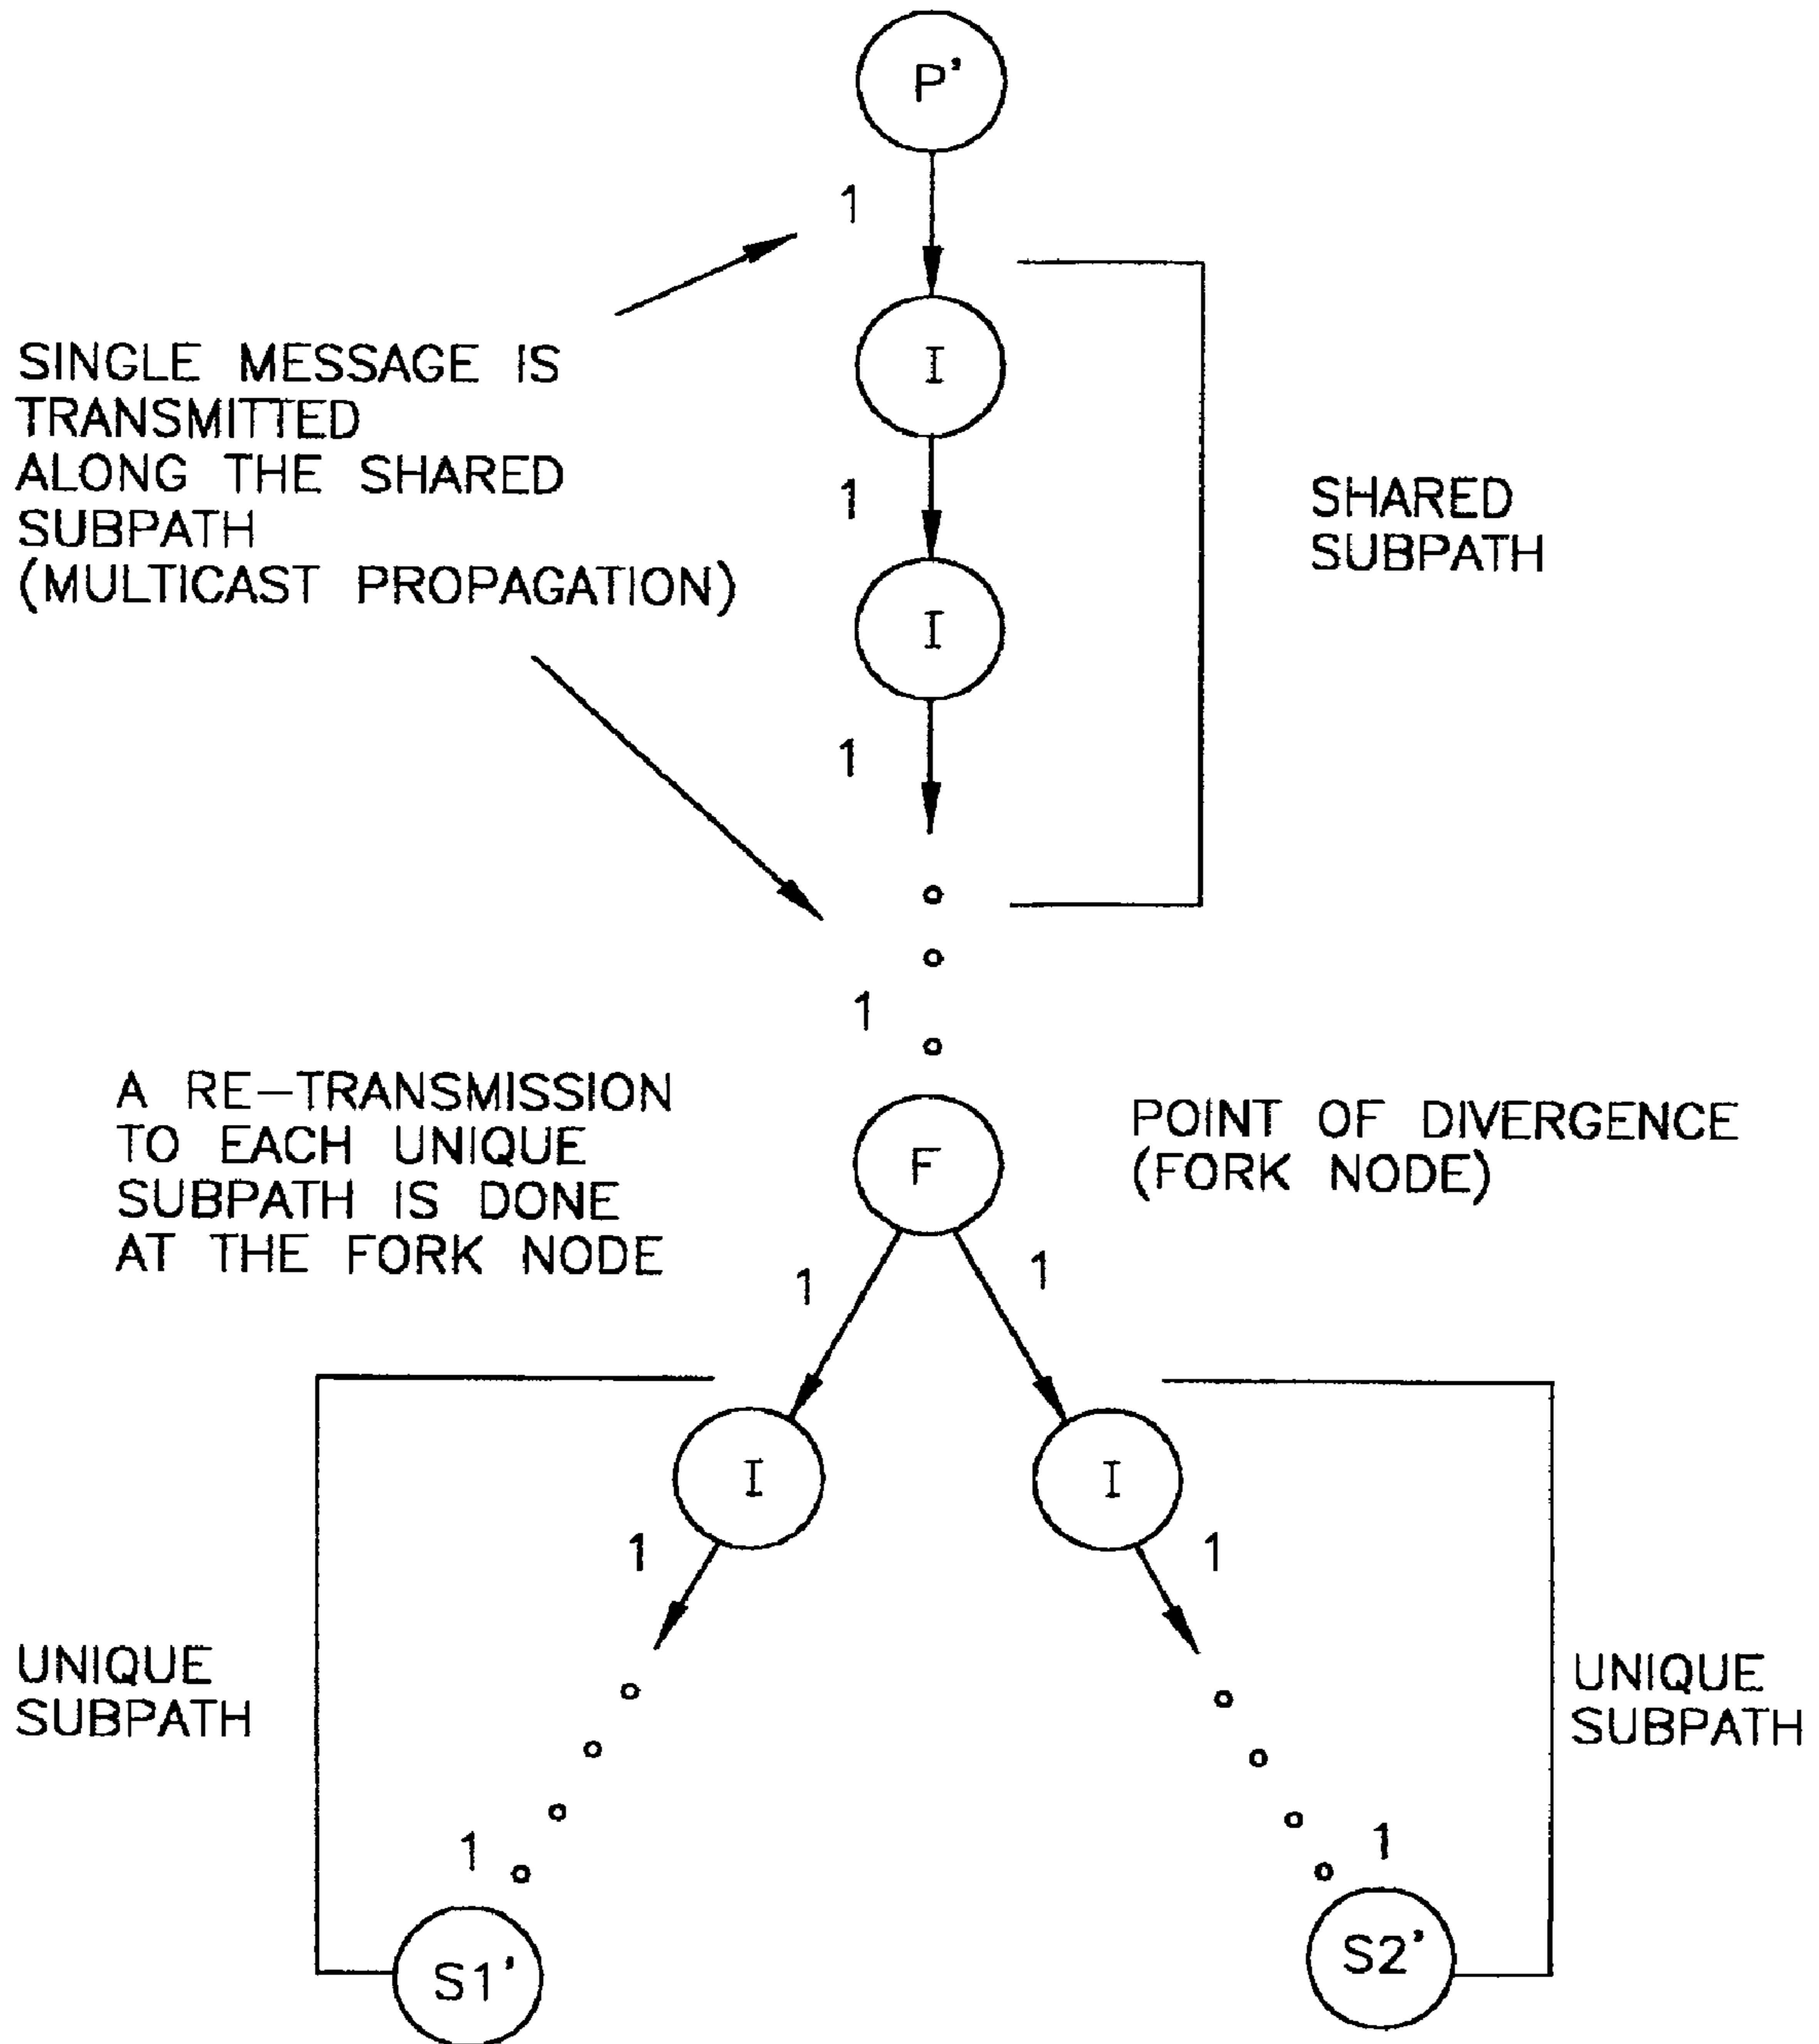 P'
1
I
SINGLE MESSAGE IS
TRANSMITTED
ALONG THE SHARED
SUBPATH
(MULTICAST PROPAGATION)
1
SHARED
SUBPATH
I
1
1
A RE-TRANSMISSION
TO EACH UNIQUE
SUBPATH IS DONE
AT THE FORK NODE
F
POINT OF DIVERGENCE
(FORK NODE)
1
1
I
I
1
1
UNIQUE
SUBPATH
UNIQUE
SUBPATH
1
1
S1'
S2'